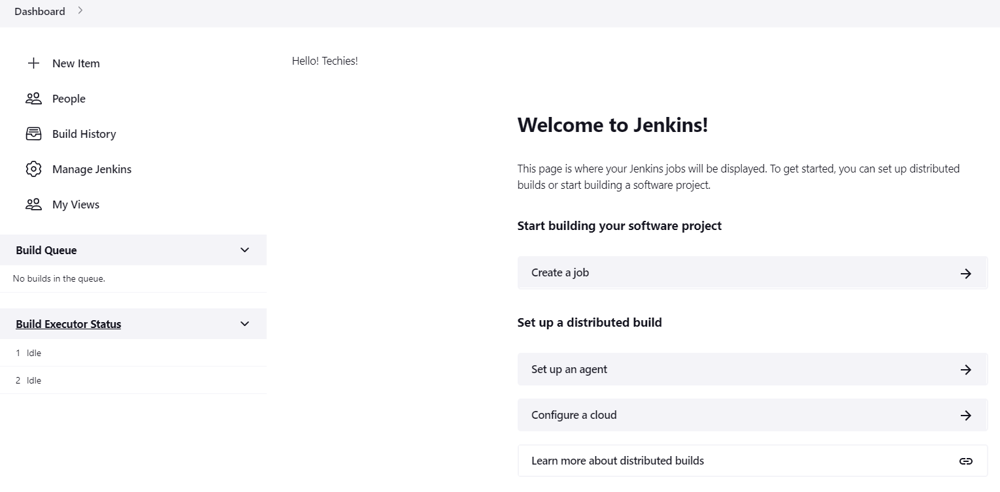 Dashboard
New Item
People
Build History
Manage Jenkins
My Views
Build Queue
No builds in the queue.
Build Executor Status
1 Idle
2 Idle
Hello! Techies!
Welcome to Jenkins!
This page is where your Jenkins jobs will be displayed. To get started, you can set up distributed
builds or start building a software project.
Start building your software project
Create a job
Set up a distributed build
Set up an agent
Configure a cloud
Learn more about distributed builds